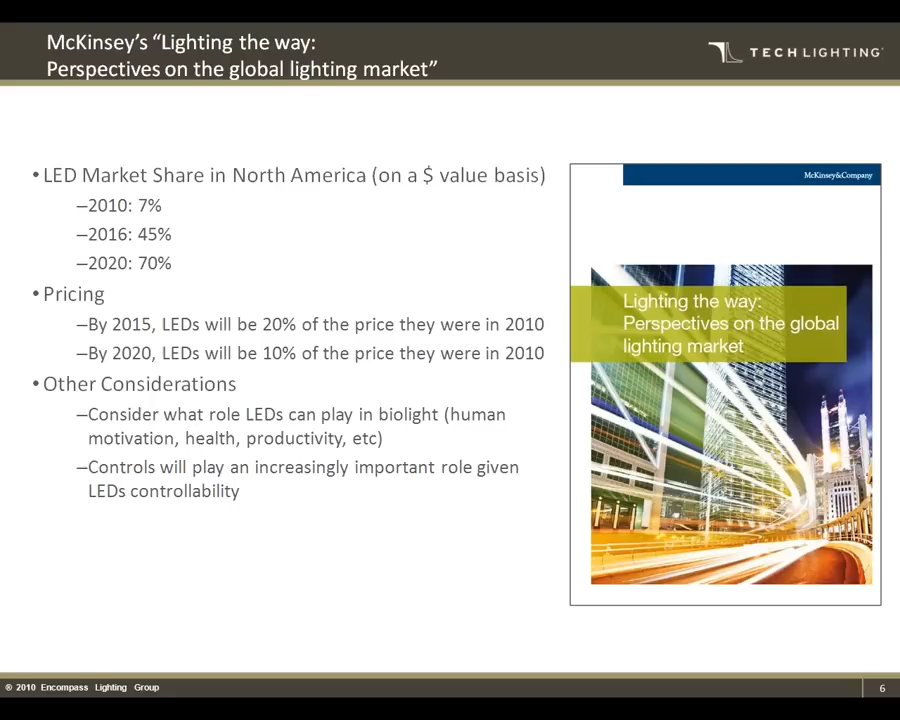 McKinsey's “Lighting the way:
Perspectives on the global lighting market”
TECH LIGHTING
• LED Market Share in North America (on a $ value basis)
–2010: 7%
–2016: 45%
–2020: 70%
• Pricing
–By 2015, LEDs will be 20% of the price they were in 2010
–By 2020, LEDs will be 10% of the price they were in 2010
• Other Considerations
–Consider what role LEDs can play in biolight (human
motivation, health, productivity, etc)
–Controls will play an increasingly important role given
LEDs controllability
McKinsey&Company
Lighting the way:
Perspectives on the global
lighting market
® 2010 Encompass Lighting Group
6